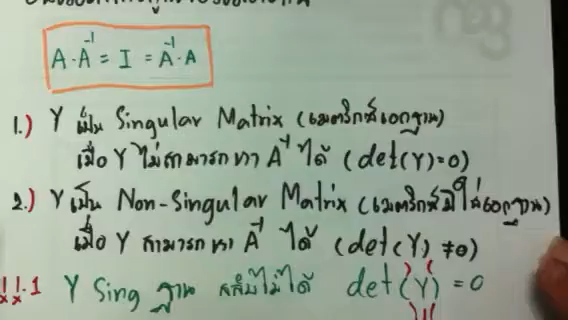 A·A⁻¹ = I = A⁻¹·A
1.) Y เป็น Singular Matrix (เมตริกซ์เอกฐาน)
เมื่อ Y ไม่สามารถหา A⁻¹ ได้ (det(Y)=0)
2.) Y เป็น Non-Singular Matrix (เมตริกซ์มิใช่เอกฐาน)
เมื่อ Y สามารถหา A⁻¹ ได้ (det(Y) ≠0)
Y Sing ฐาน ได้ det(Y) = 0